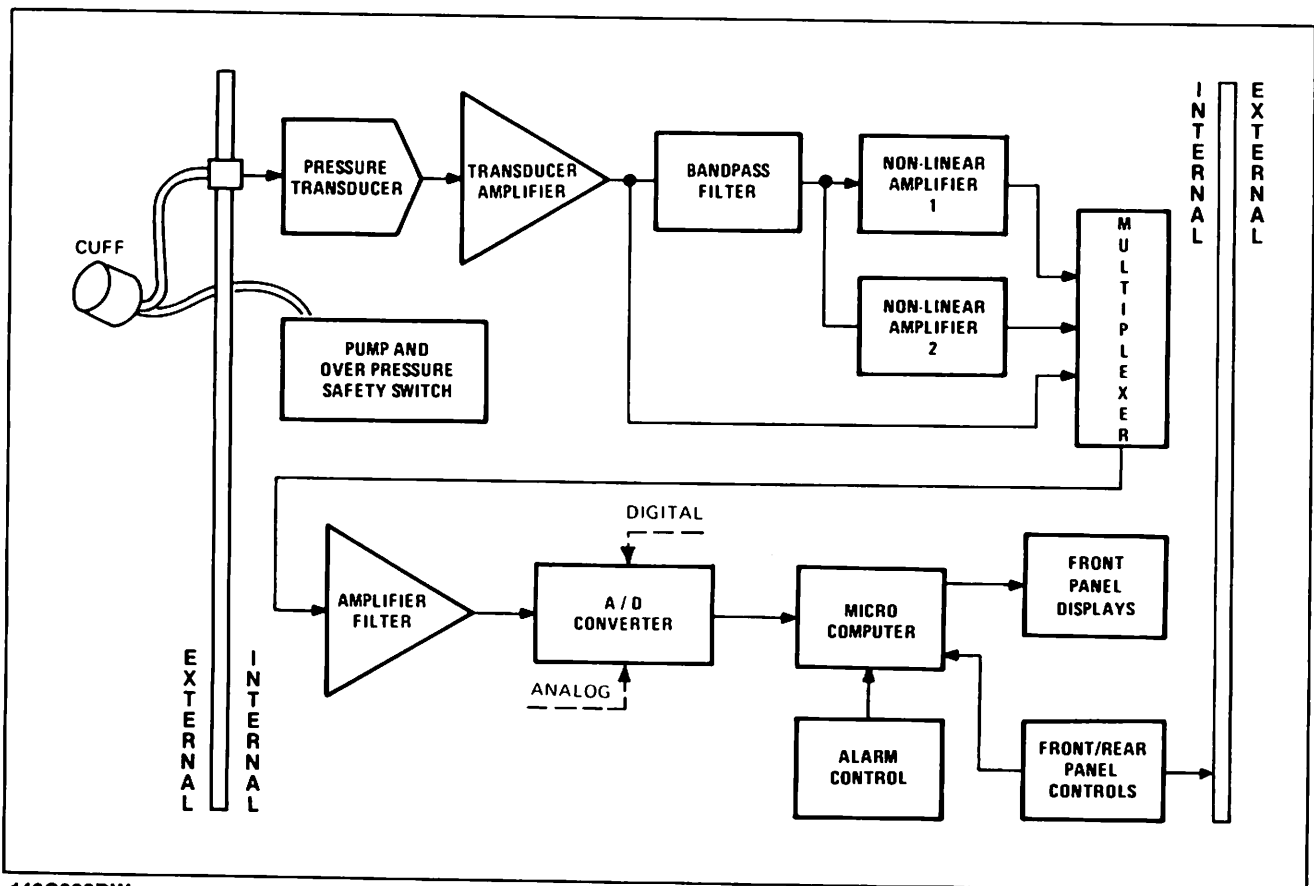 PRESSURE
TRANSDUCER
TRANSDUCER
AMPLIFIER
BANDPASS
FILTER
NON-LINEAR
AMPLIFIER
1
INTERNAL
EXTERNAL
CUFF
MULTIPLEXER
NON-LINEAR
AMPLIFIER
2
PUMP AND
OVER PRESSURE
SAFETY SWITCH
DIGITAL
AMPLIFIER
FILTER
A/D
CONVERTER
MICRO
COMPUTER
FRONT
PANEL
DISPLAYS
EXTERNAL
INTERNAL
ANALOG
ALARM
CONTROL
FRONT/REAR
PANEL
CONTROLS